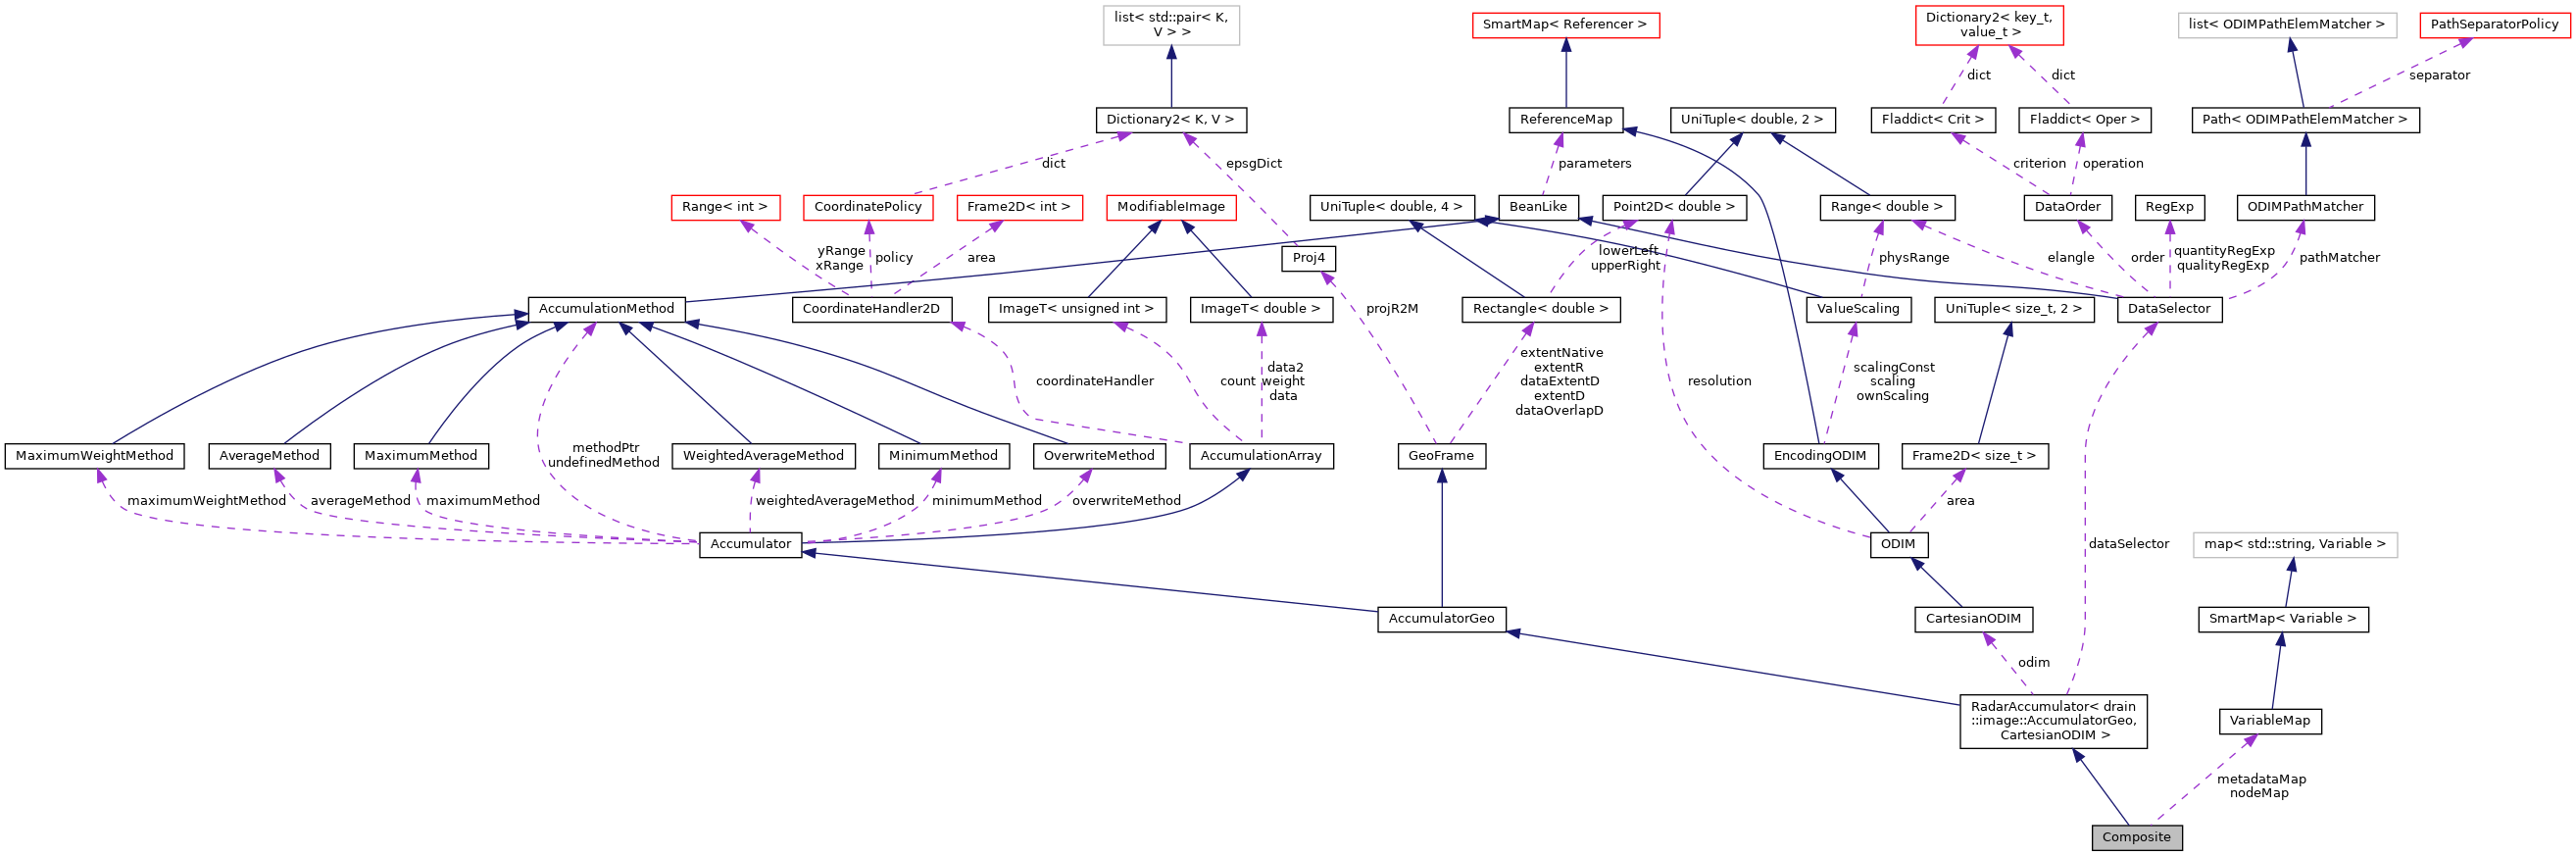 list< std::pair< K,
V > >
SmartMap< Referencer >
Dictionary2< key_t,
value_t >
list< ODIMPathElemMatcher >
PathSeparatorPolicy
dict
dict
separator
Dictionary2< K, V >
ReferenceMap
UniTuple< double, 2 >
Fladdict< Crit >
Fladdict< Oper >
Path< ODIMPathElemMatcher >
dict
epsgDict
parameters
criterion
operation
Range< int >
CoordinatePolicy
Frame2D< int >
ModifiableImage
UniTuple< double, 4 >
BeanLike
Point2D< double >
Range< double >
DataOrder
RegExp
ODIMPathMatcher
yRange
xRange
policy
area
Proj4
lowerLeft
upperRight
physRange
elangle
order
quantityRegExp
qualityRegExp
pathMatcher
AccumulationMethod
CoordinateHandler2D
ImageT< unsigned int >
ImageT< double >
projR2M
Rectangle< double >
ValueScaling
UniTuple< size_t, 2 >
DataSelector
coordinateHandler
count
data2
weight
data
extentNative
extentR
dataExtentD
extentD
dataOverlapD
resolution
scalingConst
scaling
ownScaling
MaximumWeightMethod
AverageMethod
MaximumMethod
methodPtr
undefinedMethod
WeightedAverageMethod
MinimumMethod
OverwriteMethod
AccumulationArray
GeoFrame
EncodingODIM
Frame2D< size_t >
maximumWeightMethod
averageMethod
maximumMethod
weightedAverageMethod
minimumMethod
overwriteMethod
area
Accumulator
ODIM
dataSelector
map< std::string, Variable >
AccumulatorGeo
CartesianODIM
SmartMap< Variable >
odim
RadarAccumulator< drain
::image::AccumulatorGeo,
CartesianODIM >
VariableMap
metadataMap
nodeMap
Composite